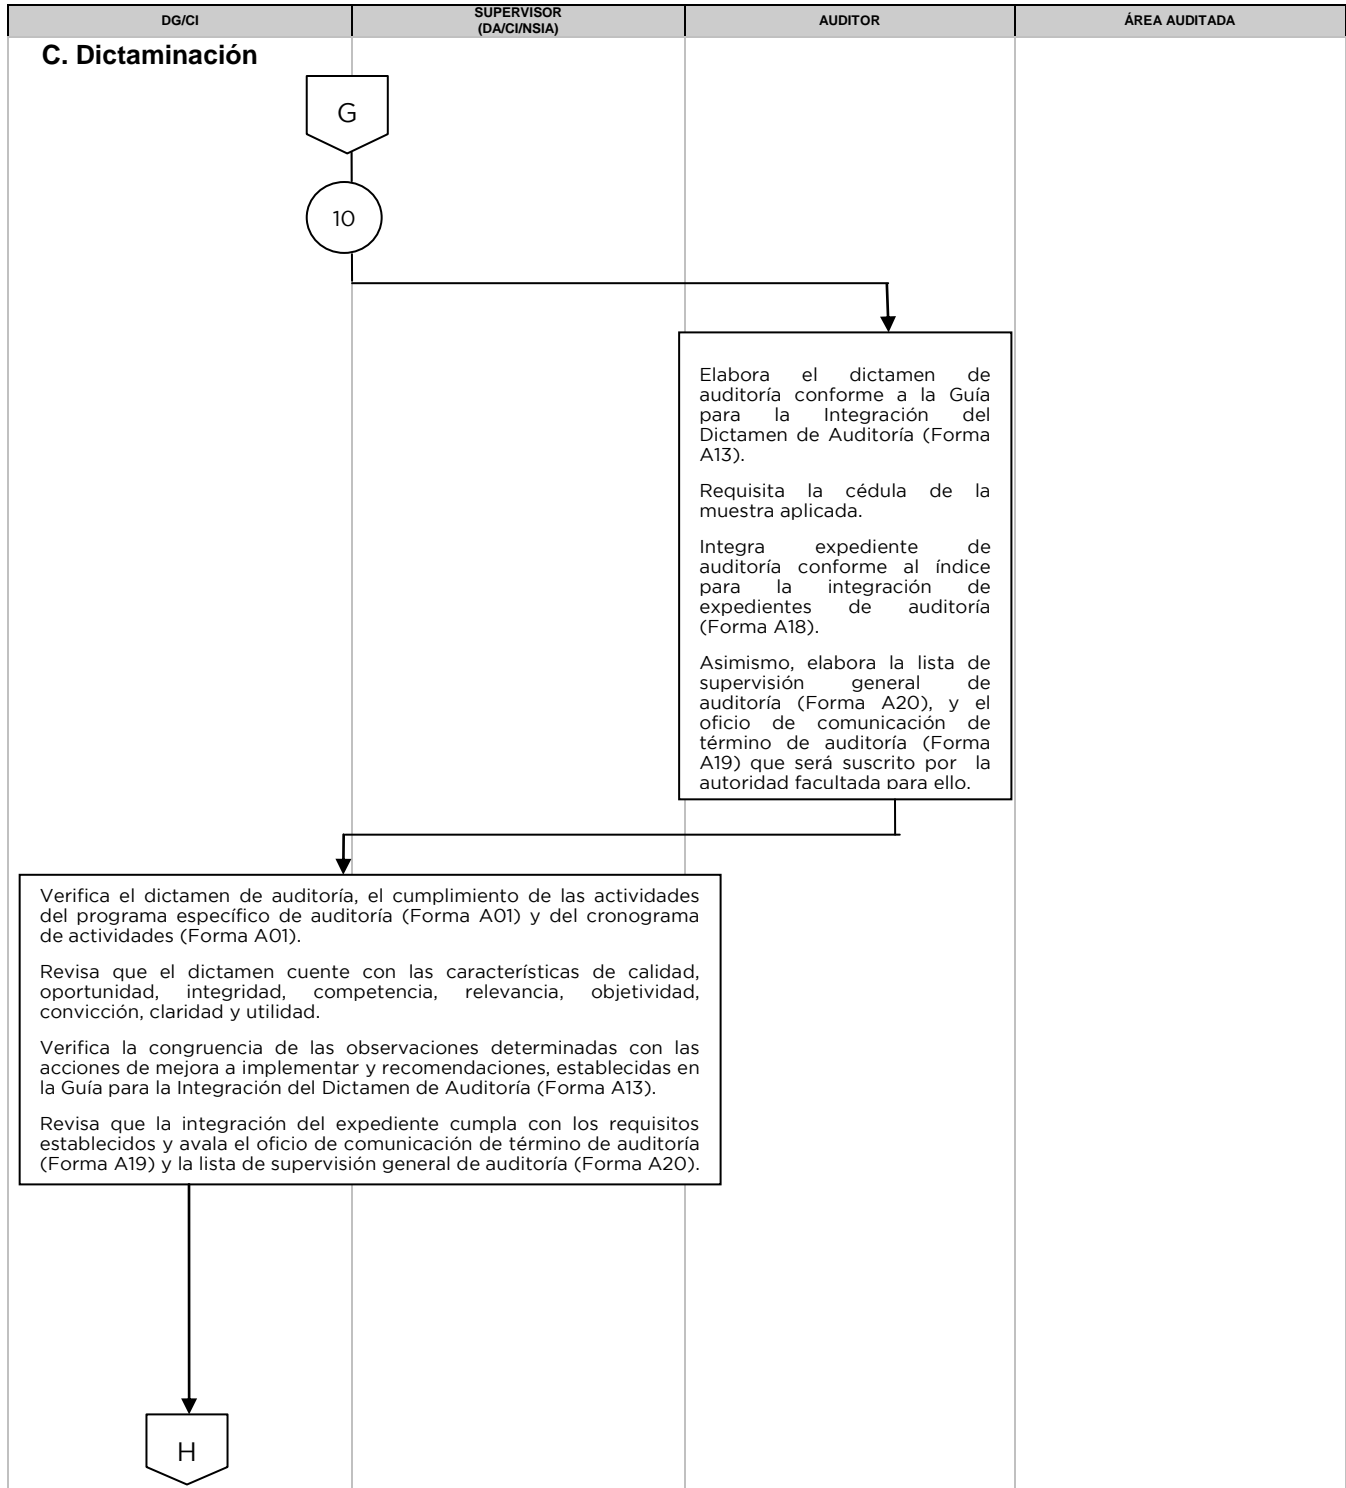 DG/CI
SUPERVISOR
(DA/CI/NSIA)
AUDITOR
ÁREA AUDITADA
C. Dictaminación
G
10
Elabora el dictamen de
auditoría conforme a la Guía
para la Integración del
Dictamen de Auditoría (Forma
A13).
Requisita la cédula de la
muestra aplicada.
Integra expediente de
auditoría conforme al índice
para la integración de
expedientes de auditoría
(Forma A18).
Asimismo, elabora la lista de
supervisión general de
auditoría (Forma A20), y el
oficio de comunicación de
término de auditoría (Forma
A19) que será suscrito por la
autoridad facultada para ello.
Verifica el dictamen de auditoría, el cumplimiento de las actividades
del programa específico de auditoría (Forma A01) y del cronograma
de actividades (Forma A01).
Revisa que el dictamen cuente con las características de calidad,
oportunidad, integridad, competencia, relevancia, objetividad,
convicción, claridad y utilidad.
Verifica la congruencia de las observaciones determinadas con las
acciones de mejora a implementar y recomendaciones, establecidas en
la Guía para la Integración del Dictamen de Auditoría (Forma A13).
Revisa que la integración del expediente cumpla con los requisitos
establecidos y avala el oficio de comunicación de término de auditoría
(Forma A19) y la lista de supervisión general de auditoría (Forma A20).
H